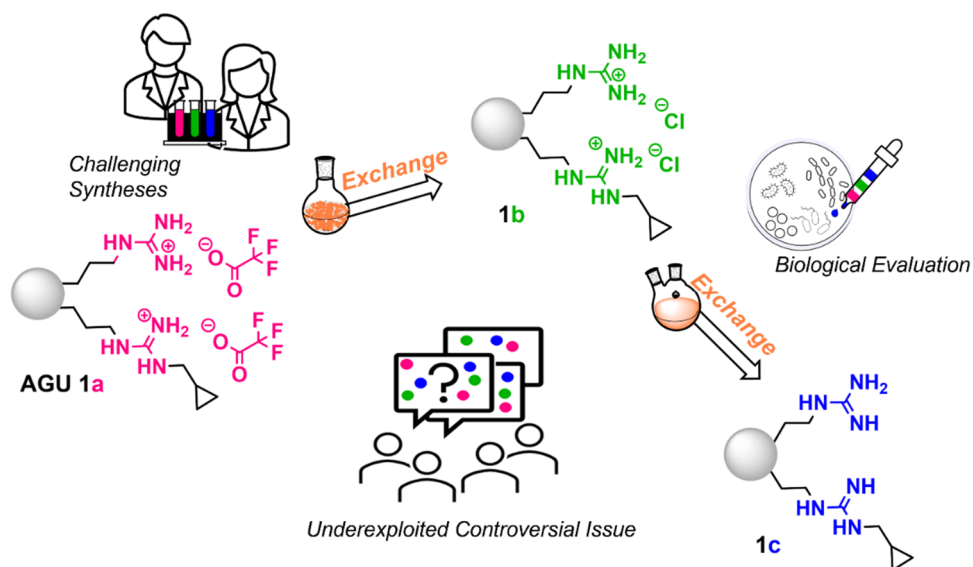 Challenging
Syntheses
Exchange
HN
NH₂
⊕
NH₂
⊖
Cl
⊕
NH₂
⊖
Cl
HN
HN
1b
Biological Evaluation
HN
NH₂
⊕
NH₂
⊖
O
O
F
F
F
⊕
NH₂
⊖
O
O
F
F
F
HN
HN
AGU 1a
Exchange
?
Underexploited Controversial Issue
HN
NH₂
NH
NH
HN
HN
1c